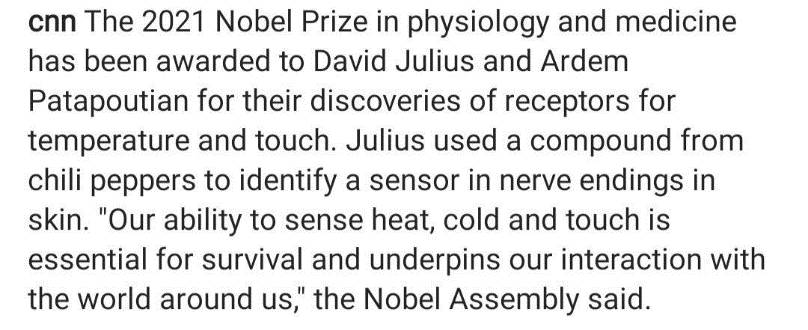 cnn The 2021 Nobel Prize in physiology and medicine
has been awarded to David Julius and Ardem
Patapoutian for their discoveries of receptors for
temperature and touch. Julius used a compound from
chili peppers to identify a sensor in nerve endings in
skin. "Our ability to sense heat, cold and touch is
essential for survival and underpins our interaction with
the world around us," the Nobel Assembly said.